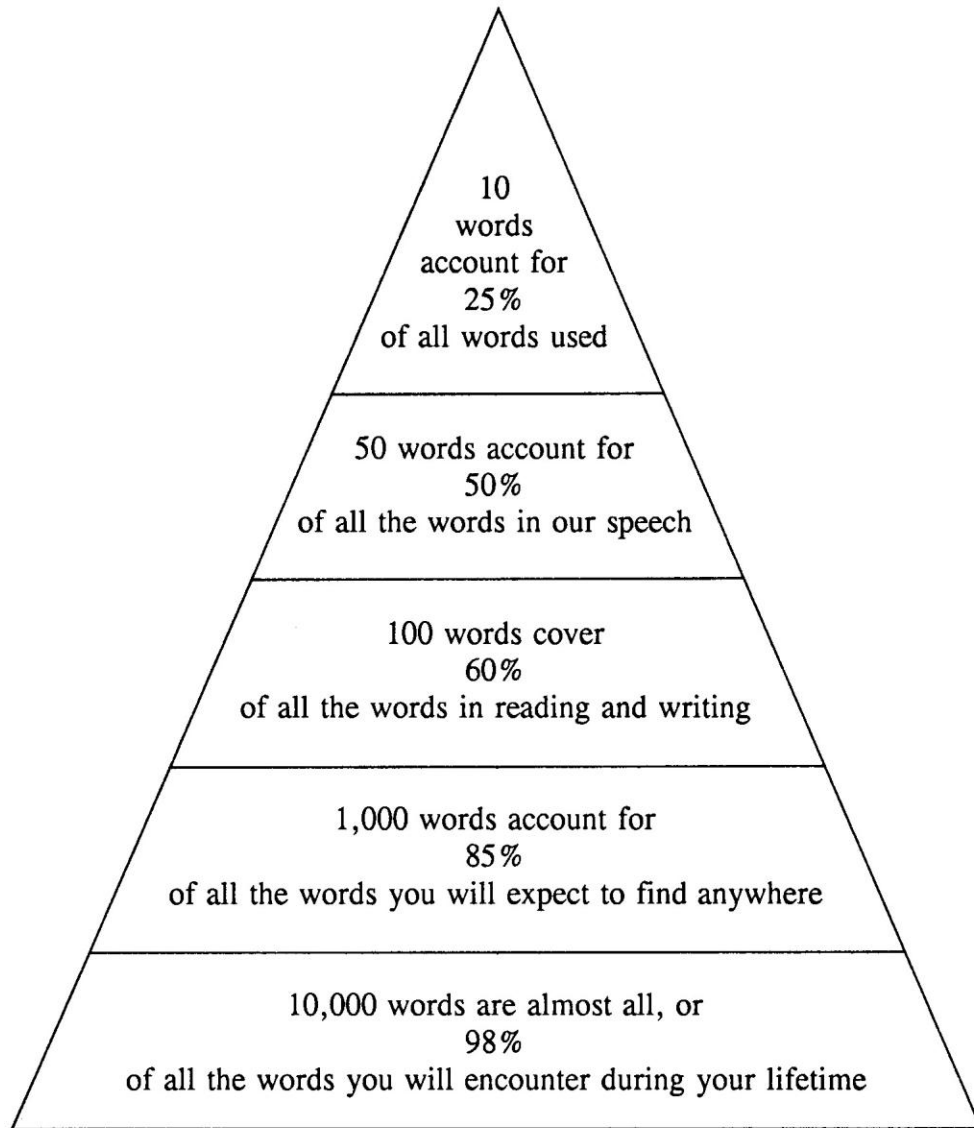 10
words
account for
25%
of all words used
50 words account for
50%
of all the words in our speech
100 words cover
60%
of all the words in reading and writing
1,000 words account for
85%
of all the words you will expect to find anywhere
10,000 words are almost all, or
98%
of all the words you will encounter during your lifetime